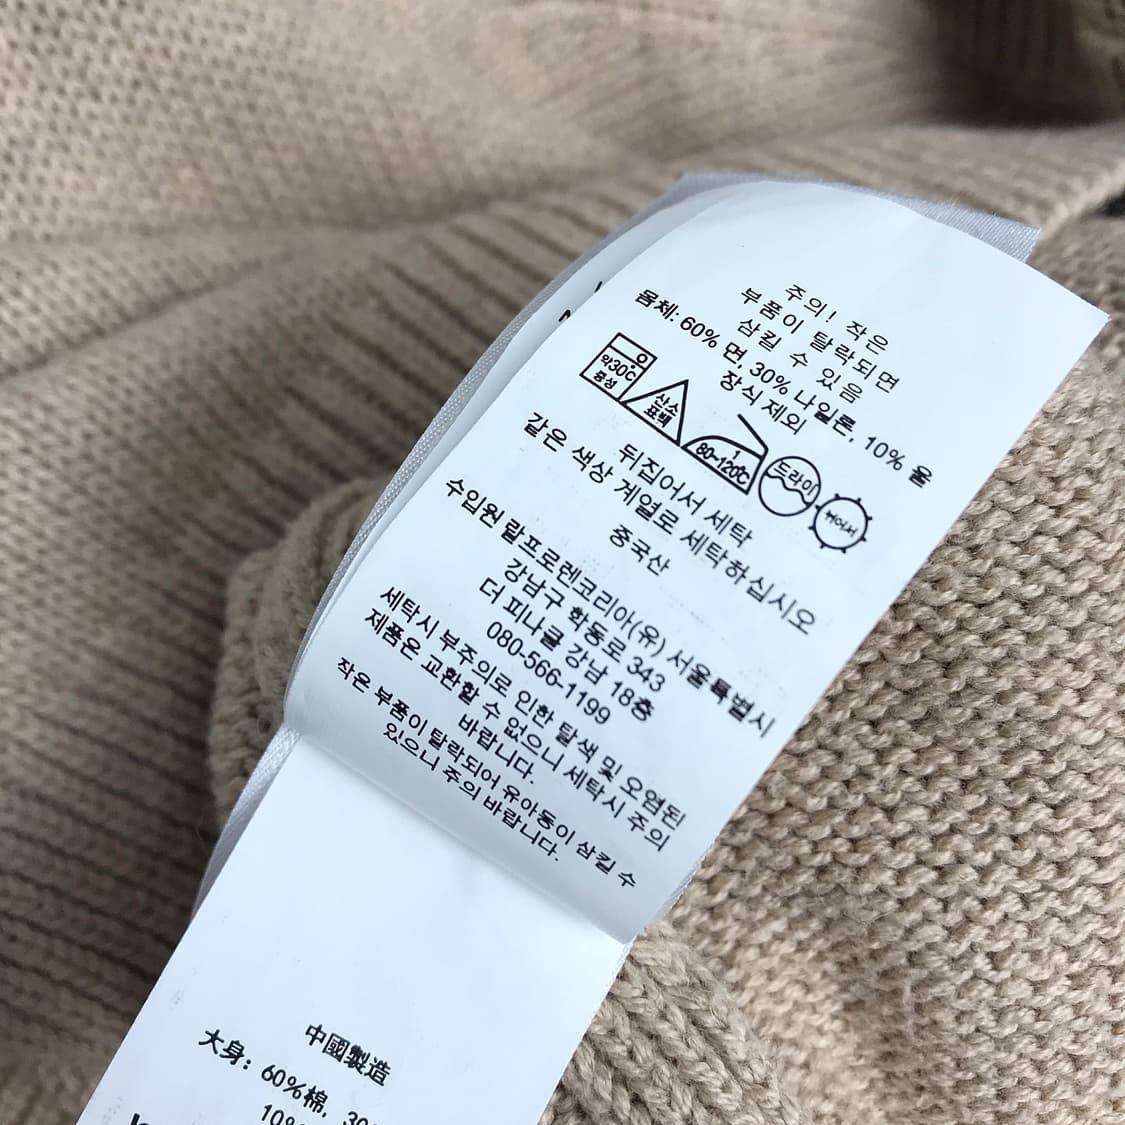 주의! 작은
부품이 탈락되면
삼킬 수 있음
몸체: 60% 면, 30% 나일론, 10% 울
장식 제외
약30℃
중성
산소
표백
80~120℃
드라이
뉘어서
뒤집어서 세탁
같은 색상 계열로 세탁하십시오
중국산
수입원 랄프로렌코리아(유) 서울특별시
강남구 학동로 343
더 피나클 강남 18층
080-566-1199
세탁시 부주의로 인한 탈색 및 오염된
제품은 교환할 수 없으니 세탁시 주의
바랍니다.
작은 부품이 탈락되어 유아동이 삼킬 수
있으니 주의 바랍니다.
中國製造
大身: 60%棉,
10%